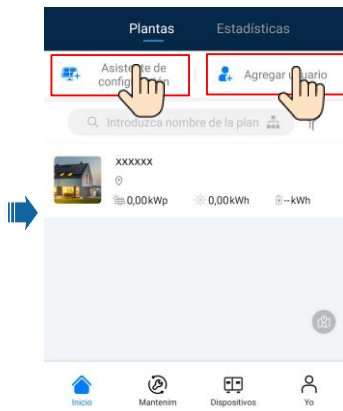 Plantas Estadísticas
Asistente de Agregar usuario
configuración
Introduzca nombre de la plan
xxxxxx
0,00kWp 0,00kWh --kWh
Inicio Mantenim Dispositivos Yo